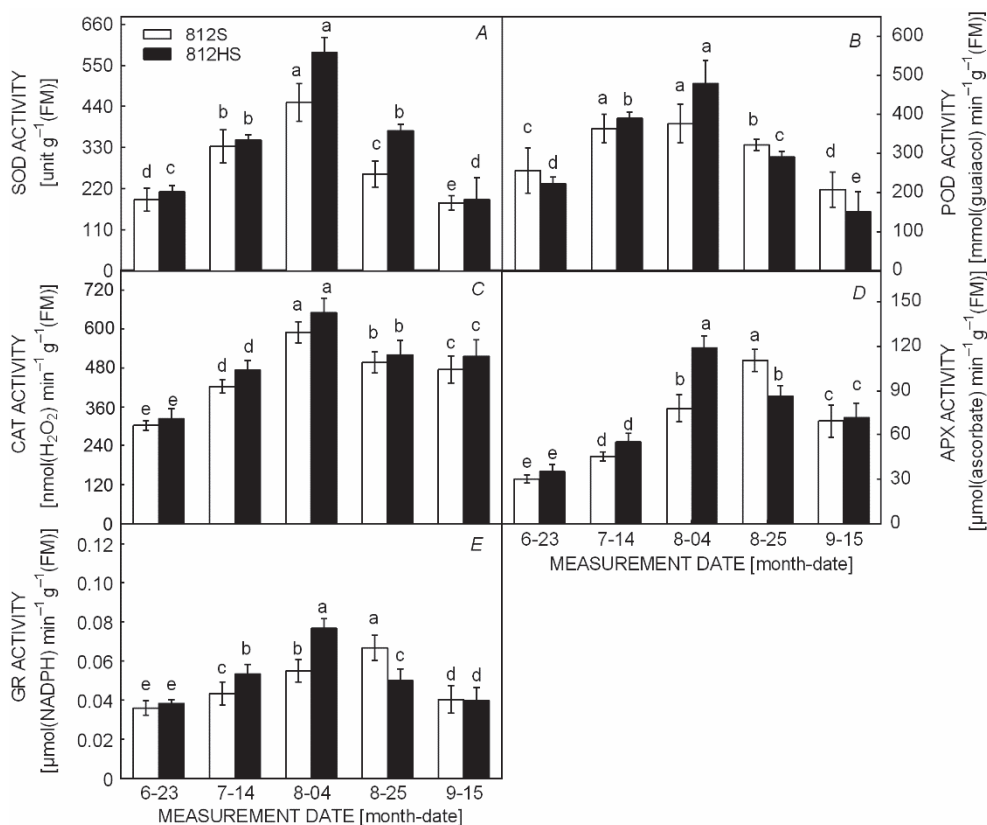 A
812S
812HS
SOD ACTIVITY
[unit g⁻¹(FM)]
660
550
440
330
220
110
0
d c b b a a c b e d
B
POD ACTIVITY
[mmol(guaiacol) min⁻¹g⁻¹(FM)]
600
500
400
300
200
100
0
c d a b a a b c d e
C
CAT ACTIVITY
[nmol(H₂O₂) min⁻¹ g⁻¹(FM)]
720
600
480
360
240
120
0
e e d d a a b b c c
D
APX ACTIVITY
[µmol(ascorbate) min⁻¹g⁻¹(FM)]
150
120
90
60
30
0
e e d d b a a b c c
6-23 7-14 8-04 8-25 9-15
MEASUREMENT DATE [month-date]
E
GR ACTIVITY
[µmol(NADPH) min⁻¹g⁻¹(FM)]
0.12
0.10
0.08
0.06
0.04
0.02
0
e e c b b a a c d d
6-23 7-14 8-04 8-25 9-15
MEASUREMENT DATE [month-date]